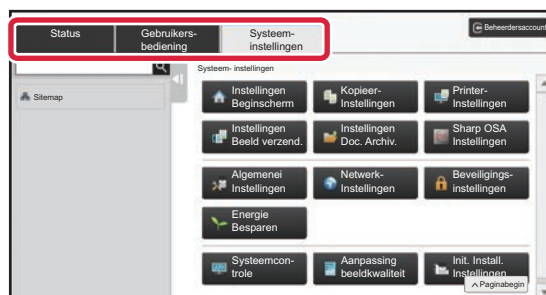 Status
Gebruikers-
bediening
Systeem-
instellingen
Beheerdersaccount
Systeem- instellingen
Sitemap
Instellingen
Beginscherm
Kopieer-
Instellingen
Printer-
Instellingen
Instellingen
Beeld verzend.
Instellingen
Doc. Archiv.
Sharp OSA
Instellingen
Algemenei
Instellingen
Netwerk-
Instellingen
Beveiligings-
instellingen
Energie
Besparen
Systeemcon-
trole
Aanpassing
beeldkwaliteit
Init. Install.
Instellingen
Paginabegin